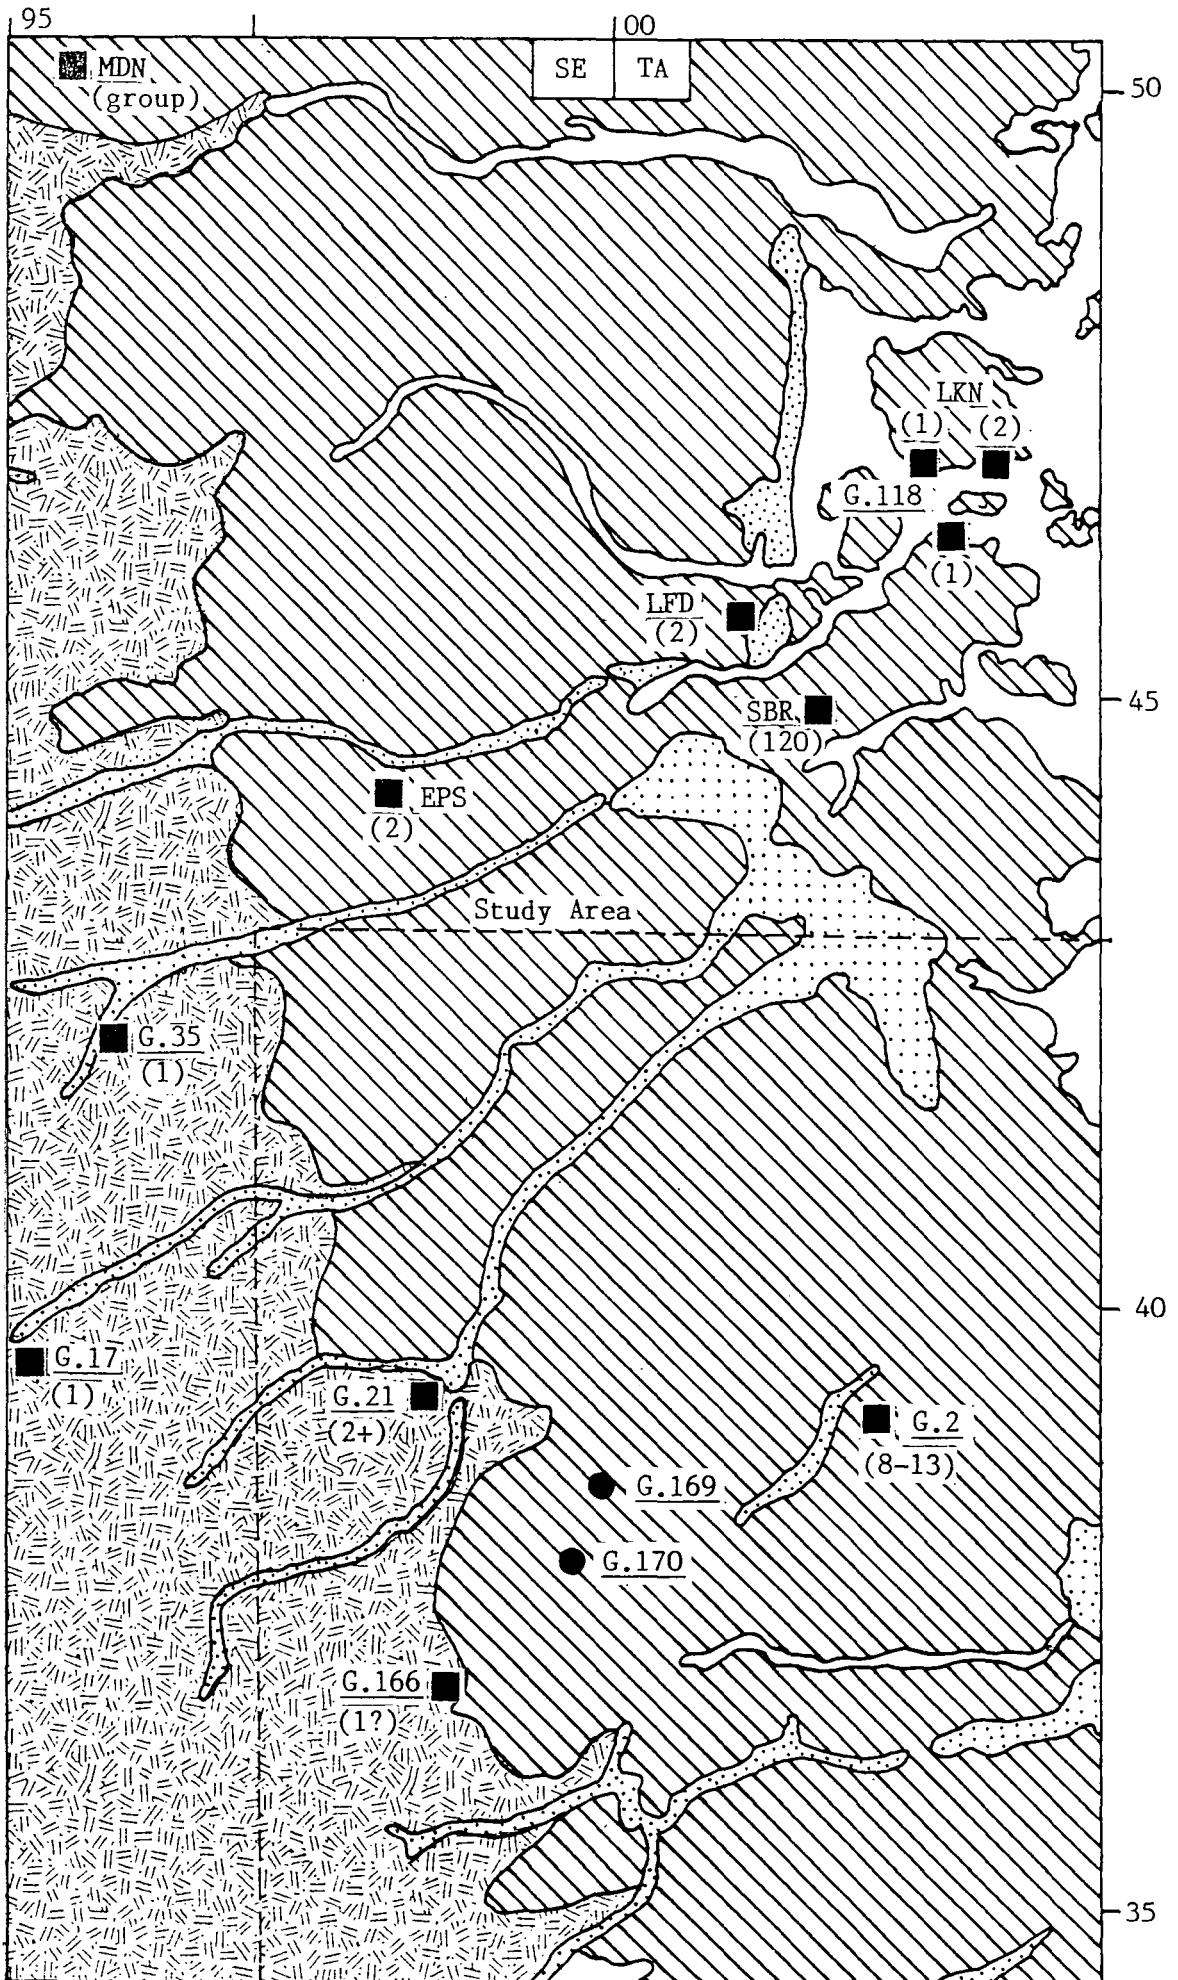 95
00
MDN
(group)
SE
TA
50
LKN
(1)
(2)
G.118
(1)
LFD
(2)
45
SBR
(120)
EPS
(2)
Study Area
G.35
(1)
40
G.17
(1)
G.21
(2+)
G.2
(8-13)
G.169
G.170
G.166
(1?)
35